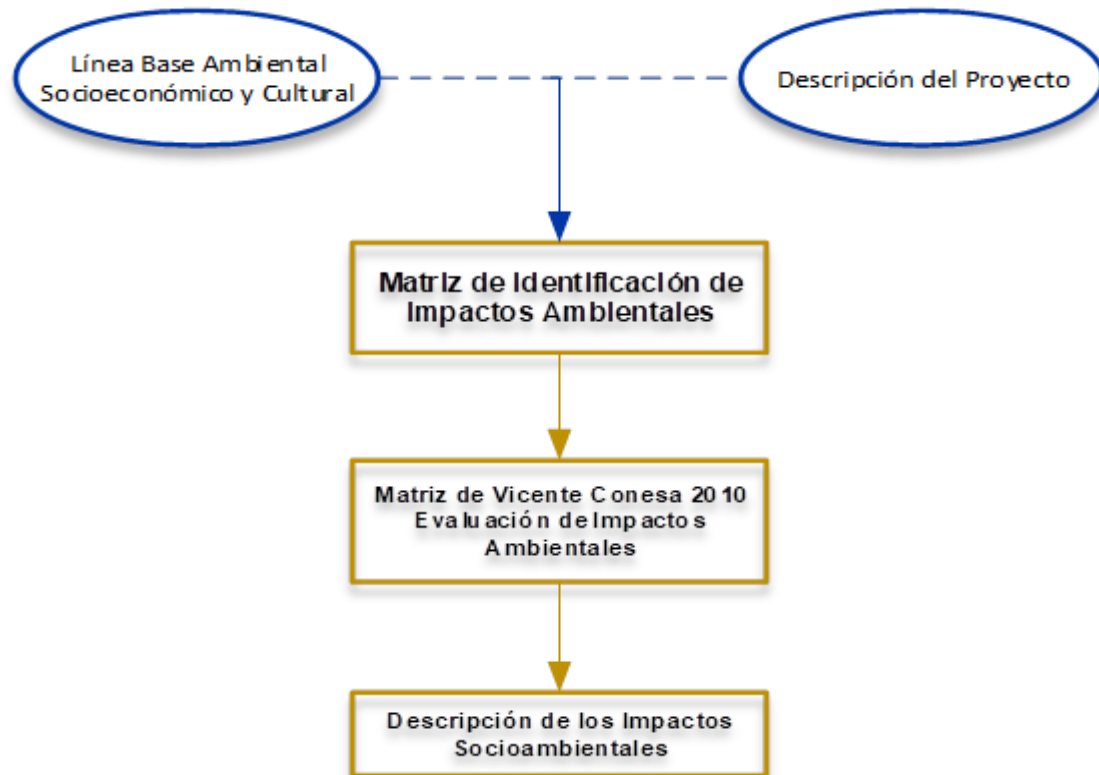 Línea Base Ambiental
Socioeconómico y Cultural
Descripción del Proyecto
Matriz de Identificación de
Impactos Ambientales
Matriz de Vicente Conesa 2010
Evaluación de Impactos
Ambientales
Descripción de los Impactos
Socioambientales